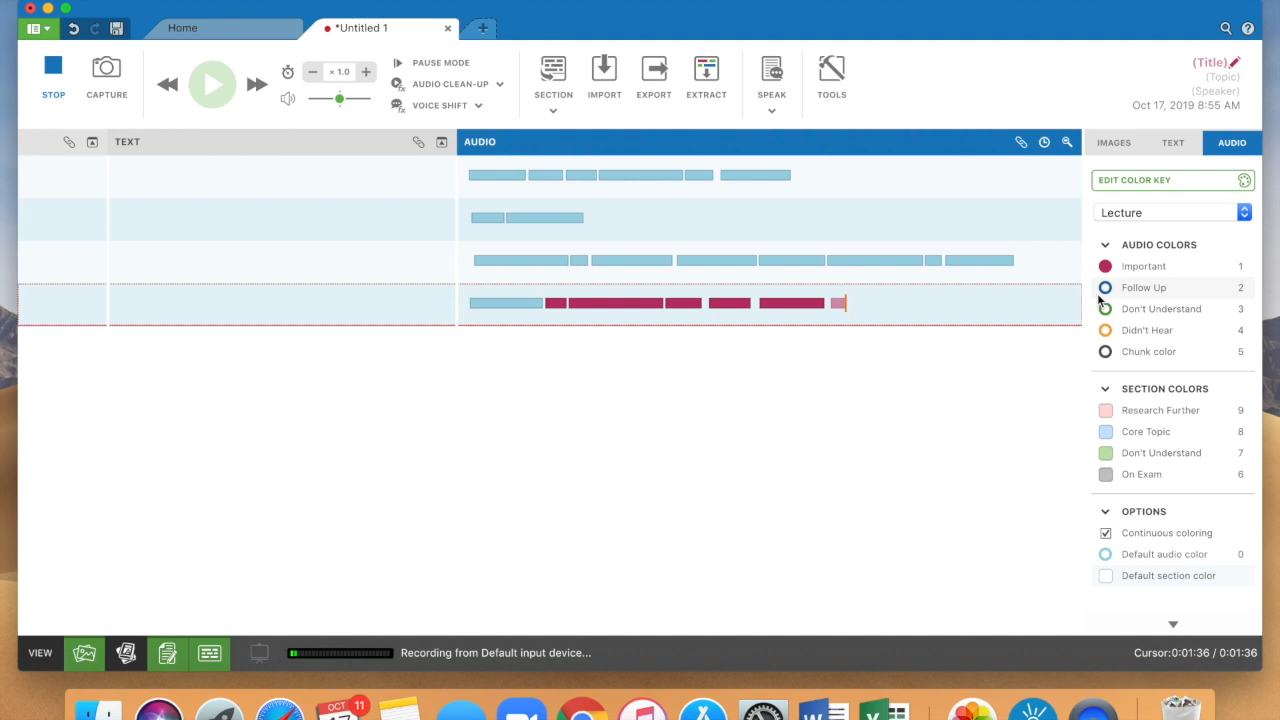 Home
*Untitled 1
STOP
CAPTURE
× 1.0
PAUSE MODE
AUDIO CLEAN-UP
VOICE SHIFT
SECTION
IMPORT
EXPORT
EXTRACT
SPEAK
TOOLS
(Title)
(Topic)
(Speaker)
Oct 17, 2019 8:55 AM
TEXT
AUDIO
IMAGES
TEXT
AUDIO
EDIT COLOR KEY
Lecture
AUDIO COLORS
Important 1
Follow Up 2
Don't Understand 3
Didn't Hear 4
Chunk color 5
SECTION COLORS
Research Further 9
Core Topic 8
Don't Understand 7
On Exam 6
OPTIONS
Continuous coloring
Default audio color 0
Default section color
VIEW
Recording from Default input device...
Cursor:0:01:36 / 0:01:36
OCT
11